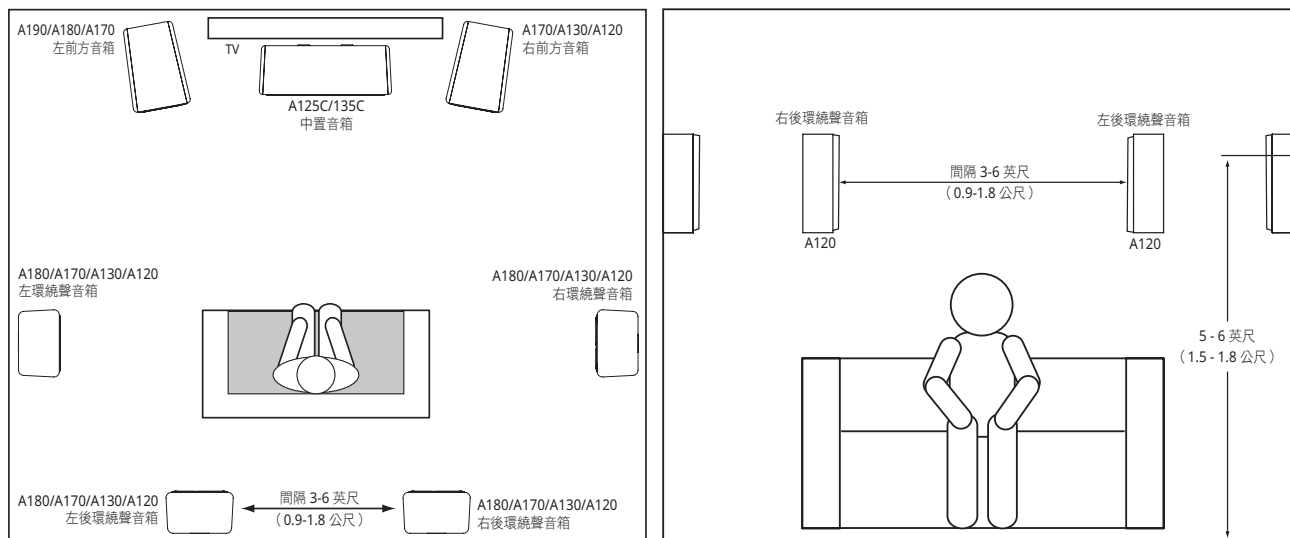 A190/A180/A170
左前方音箱
TV
A170/A130/A120
右前方音箱
A125C/135C
中置音箱
A180/A170/A130/A120
左環繞聲音箱
A180/A170/A130/A120
右環繞聲音箱
A180/A170/A130/A120
左後環繞聲音箱
間隔 3-6 英尺
（0.9-1.8 公尺）
A180/A170/A130/A120
右後環繞聲音箱
右後環繞聲音箱
左後環繞聲音箱
間隔 3-6 英尺
（0.9-1.8 公尺）
A120
A120
5 - 6 英尺
（1.5 - 1.8 公尺）